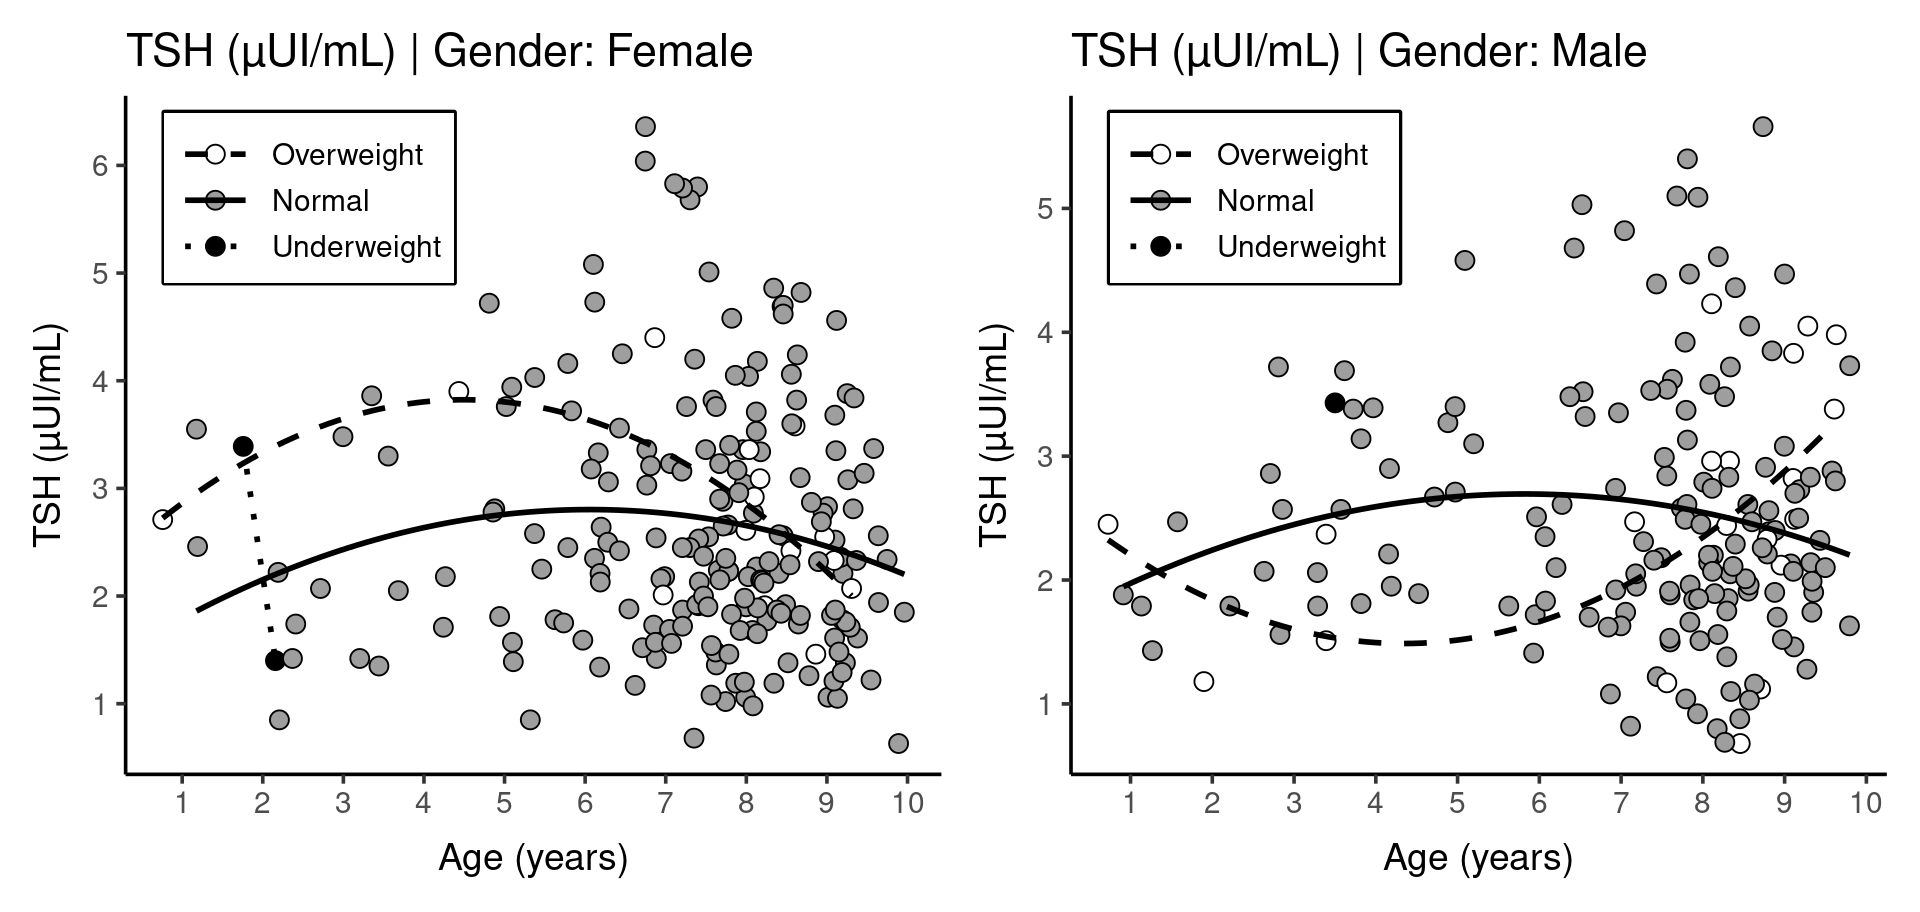 TSH (µUI/mL) | Gender: Female
Overweight
Normal
Underweight
6
5
4
3
2
1
TSH (µUI/mL)
1 2 3 4 5 6 7 8 9 10
Age (years)
TSH (µUI/mL) | Gender: Male
Overweight
Normal
Underweight
5
4
3
2
1
TSH (µUI/mL)
1 2 3 4 5 6 7 8 9 10
Age (years)